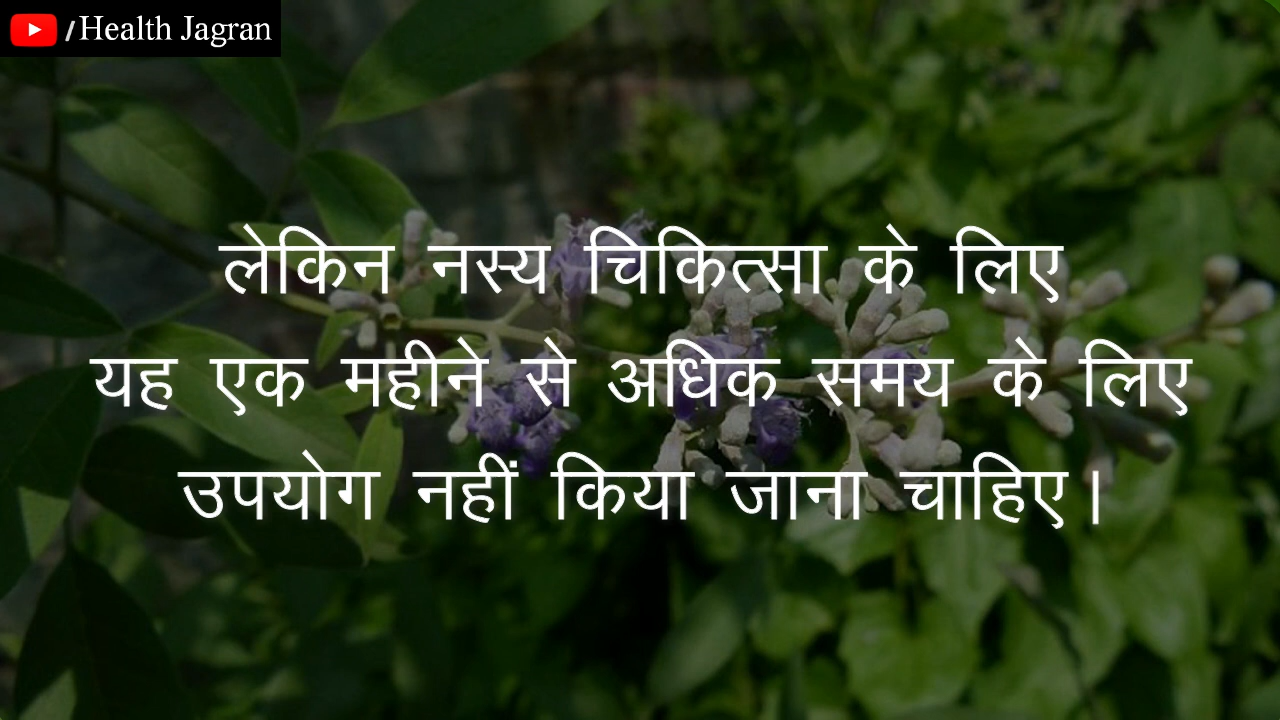 /Health Jagran
लेकिन नस्य चिकित्सा के लिए
यह एक महीने से अधिक समय के लिए
उपयोग नहीं किया जाना चाहिए।